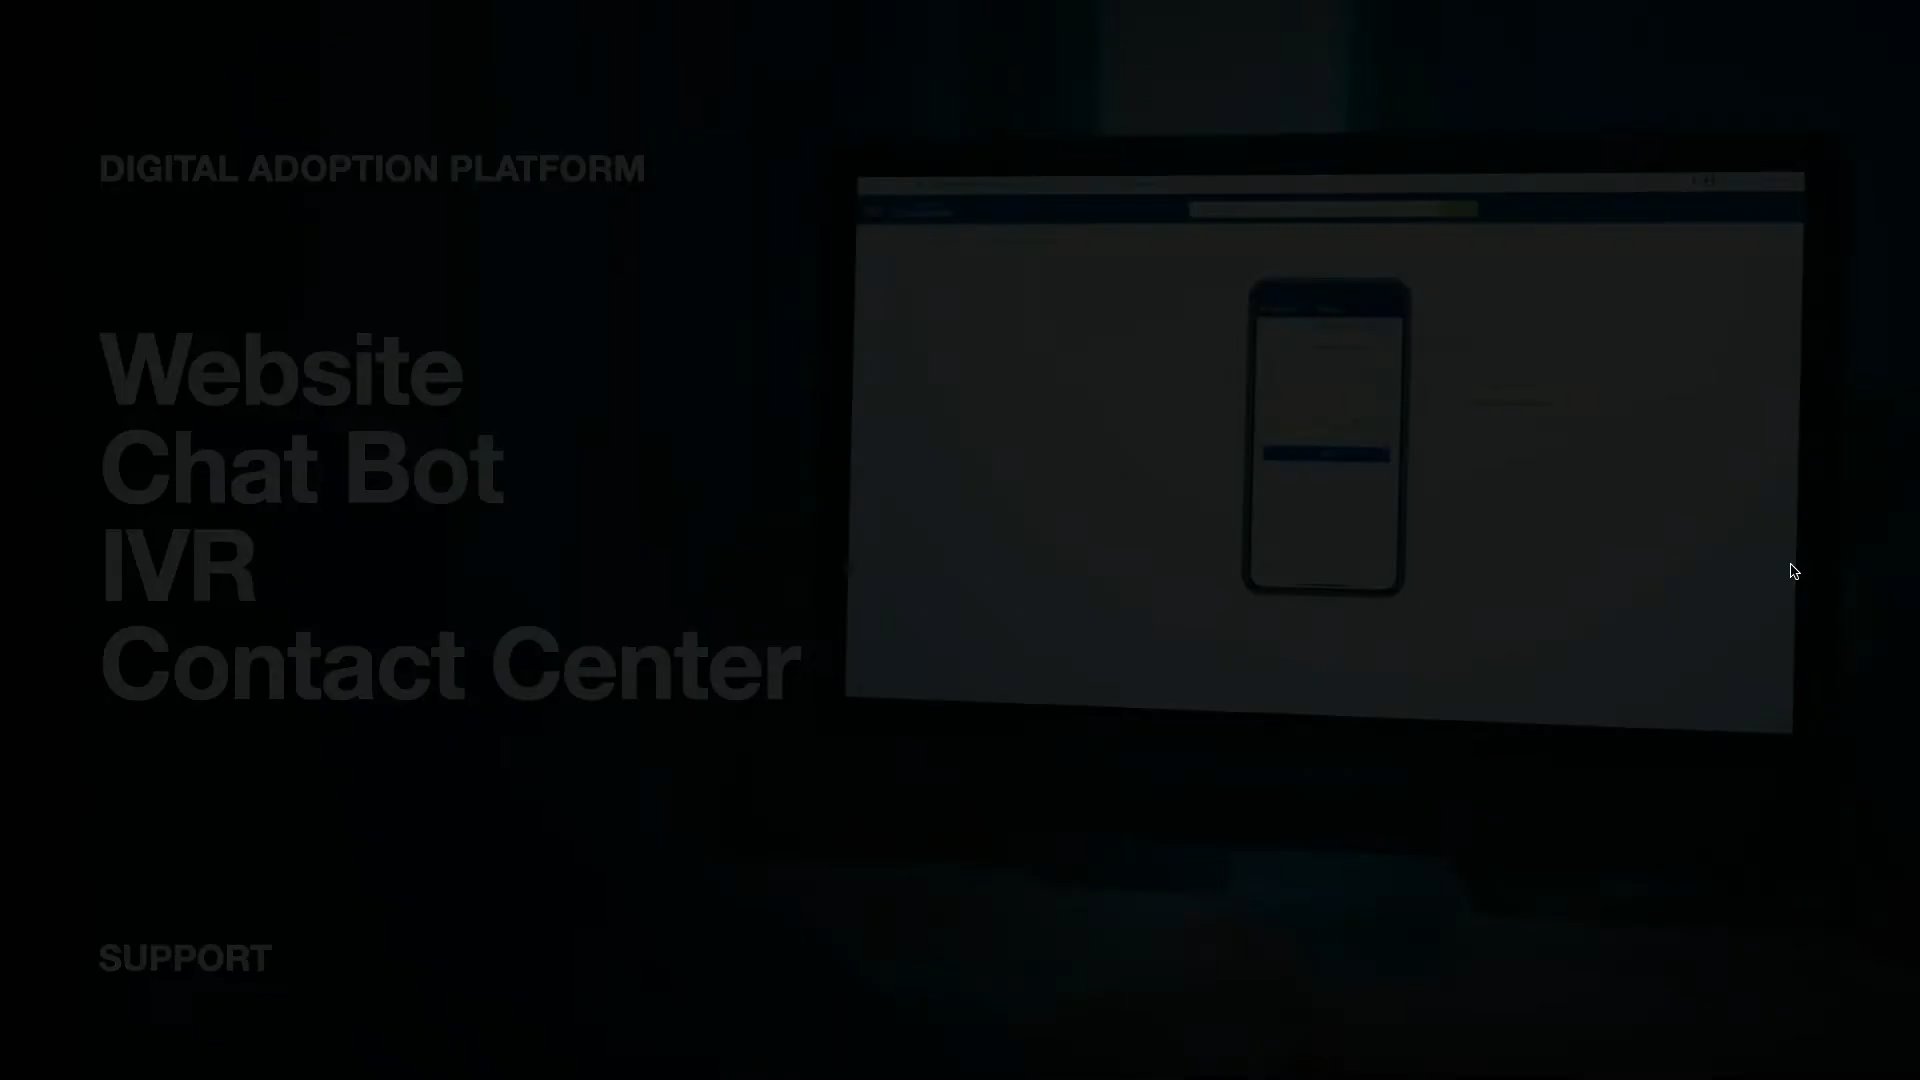 DIGITAL ADOPTION PLATFORM
Website
Chat Bot
IVR
Contact Center
SUPPORT